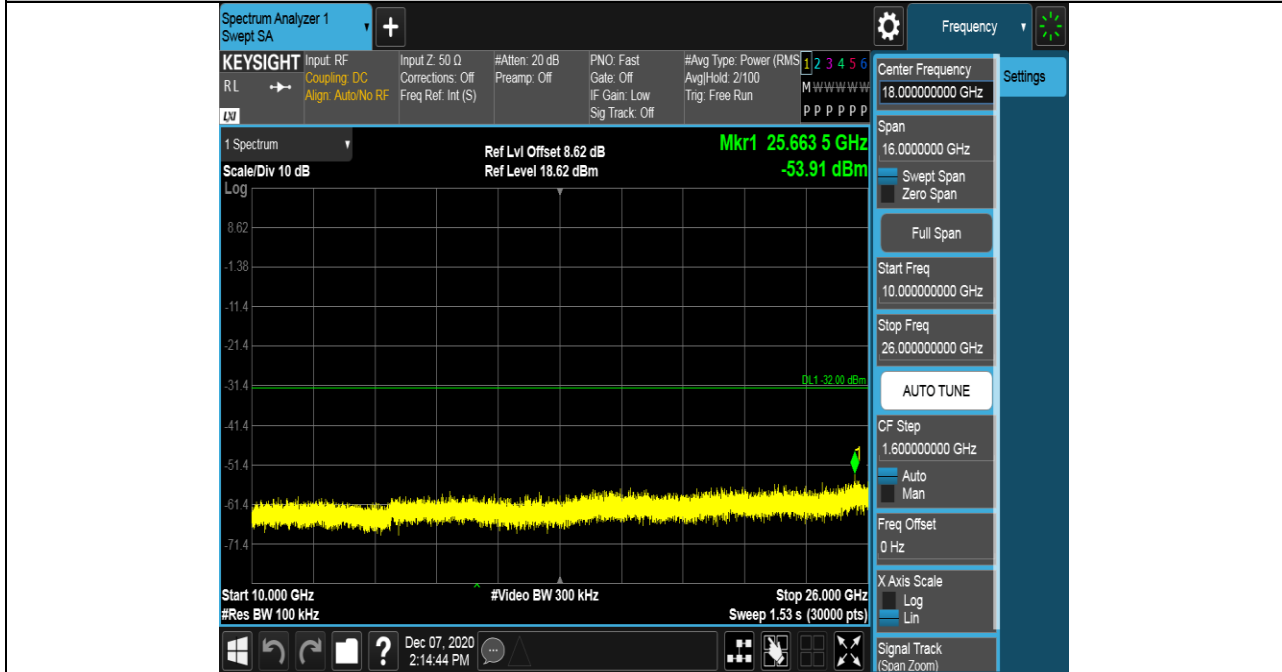 Spectrum Analyzer 1
Swept SA
+
Frequency
KEYSIGHT
RL
LXI
Input: RF
Coupling: DC
Align: Auto/No RF
Input Z: 50 Ω
Corrections: Off
Freq Ref: Int (S)
#Atten: 20 dB
Preamp: Off
PNO: Fast
Gate: Off
IF Gain: Low
Sig Track: Off
#Avg Type: Power (RMS
Avg|Hold: 2/100
Trig: Free Run
1 2 3 4 5 6
M W W W W W
P P P P P P
1 Spectrum
Scale/Div 10 dB
Log
Ref Lvl Offset 8.62 dB
Ref Level 18.62 dBm
Mkr1 25.663 5 GHz
-53.91 dBm
8.62
-1.38
-11.4
-21.4
-31.4
DL1 -32.00 dBm
-41.4
-51.4
1
-61.4
-71.4
Start 10.000 GHz
#Video BW 300 kHz
Stop 26.000 GHz
#Res BW 100 kHz
Sweep 1.53 s (30000 pts)
?
Dec 07, 2020
2:14:44 PM
Center Frequency
18.000000000 GHz
Settings
Span
16.0000000 GHz
Swept Span
Zero Span
Full Span
Start Freq
10.000000000 GHz
Stop Freq
26.000000000 GHz
AUTO TUNE
CF Step
1.600000000 GHz
Auto
Man
Freq Offset
0 Hz
X Axis Scale
Log
Lin
Signal Track
(Span Zoom)